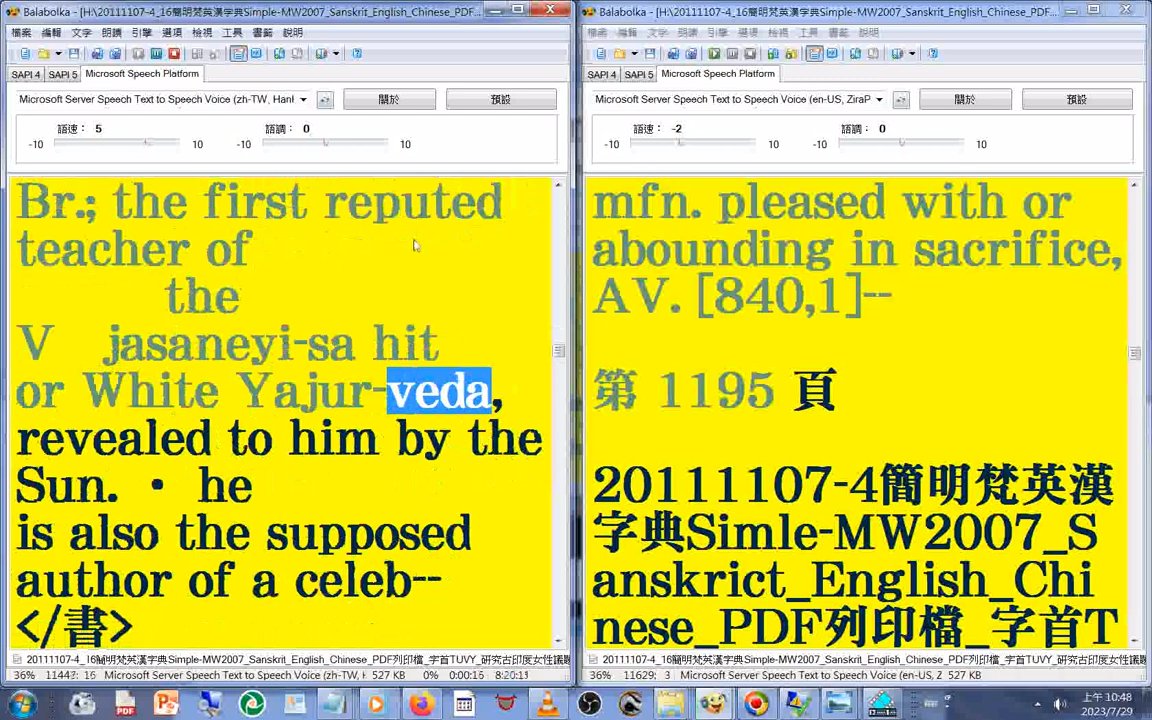 Balabolka - [H:\20111107-4_16簡明梵英漢字典Simple-MW2007_Sanskrit_English_Chinese_PDF...
檔案 編輯 文字 朗讀 引擎 選項 檢視 工具 書籤 說明
SAPI 4 SAPI 5 Microsoft Speech Platform
Microsoft Server Speech Text to Speech Voice (zh-TW, Hanl
關於 預設
語速： 5 語調： 0
-10 10 -10 10
Br.; the first reputed
teacher of
the
V jasaneyi-sa hit
or White Yajur-veda,
revealed to him by the
Sun. • he
is also the supposed
author of a celeb--
</書>
20111107-4_16簡明梵英漢字典Simple-MW2007_Sanskrit_English_Chinese_PDF列印檔_字首TUVY_研究古印度女性議題
36% 11442: 16 Microsoft Server Speech Text to Speech Voice (zh-TW, H 527 KB 0% 0:00:16 8:20:13
Balabolka - [H:\20111107-4_16簡明梵英漢字典Simple-MW2007_Sanskrit_English_Chinese_PDF...
檔案 編輯 文字 朗讀 引擎 選項 檢視 工具 書籤 說明
SAPI 4 SAPI 5 Microsoft Speech Platform
Microsoft Server Speech Text to Speech Voice (en-US, ZiraP
關於 預設
語速： -2 語調： 0
-10 10 -10 10
mfn. pleased with or
abounding in sacrifice,
AV. [840,1]--
第 1195 頁
20111107-4簡明梵英漢
字典Simle-MW2007_S
anskrict_English_Chi
nese_PDF列印檔_字首T
20111107-4_16簡明梵英漢字典Simple-MW2007_Sanskrit_English_Chinese_PDF列印檔_字首TUVY_研究古印度女性議題
36% 11629: 3 Microsoft Server Speech Text to Speech Voice (en-US, Z 527 KB
上午 10:48
2023/7/29